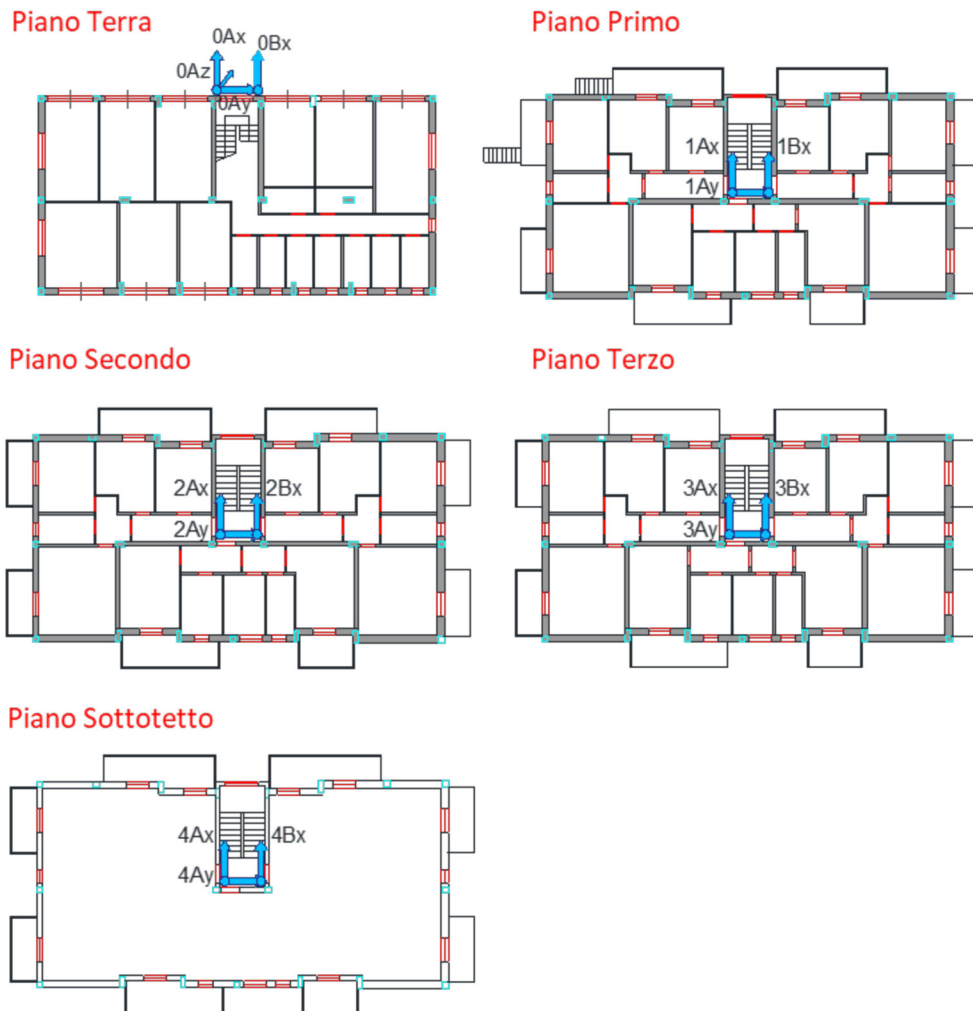 Piano Terra
0Ax
0Bx
0Az
0Ay
Piano Primo
1Ax
1Bx
1Ay
Piano Secondo
2Ax
2Bx
2Ay
Piano Terzo
3Ax
3Bx
3Ay
Piano Sottotetto
4Ax
4Bx
4Ay